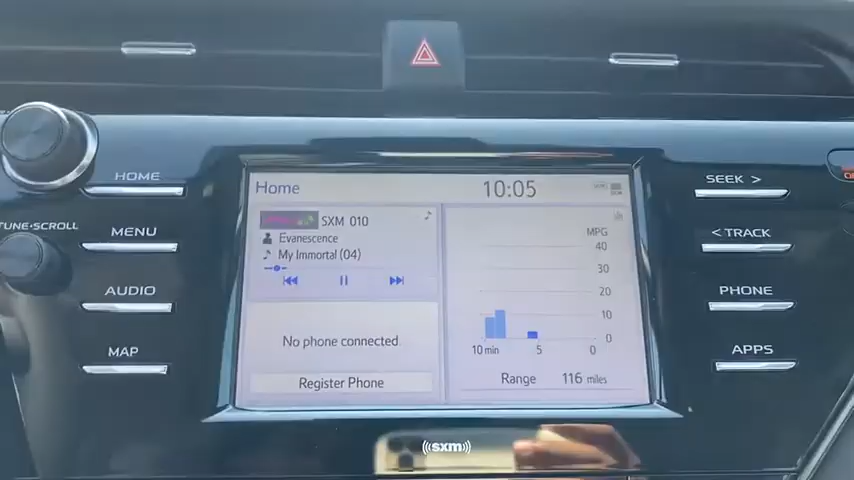 HOME
MENU
TUNE•SCROLL
AUDIO
MAP
Home
10:05
SXM 010
Evanescence
My Immortal (04)
No phone connected.
Register Phone
MPG
40
30
20
10
0
10 min
5
0
Range 116 miles
SEEK >
< TRACK
PHONE
APPS
((sxm))